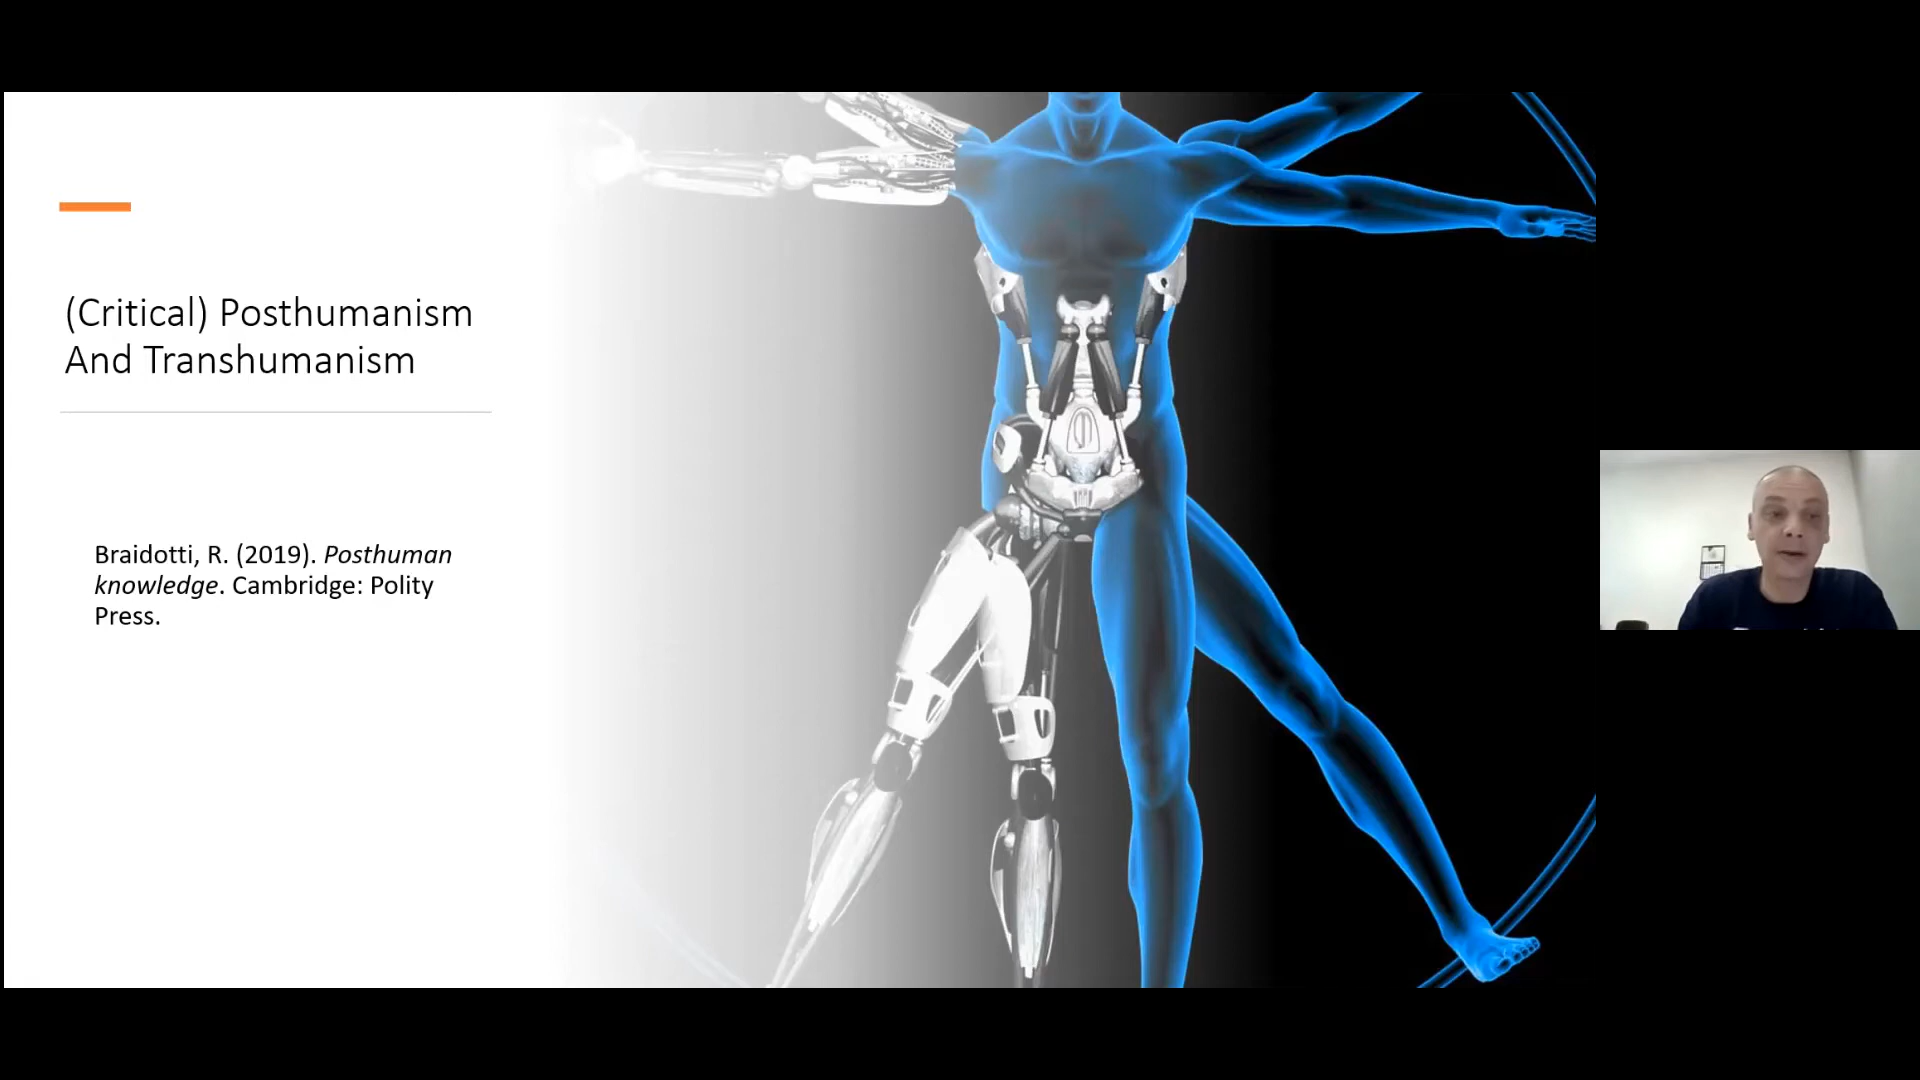 (Critical) Posthumanism
And Transhumanism
Braidotti, R. (2019). Posthuman
knowledge. Cambridge: Polity
Press.